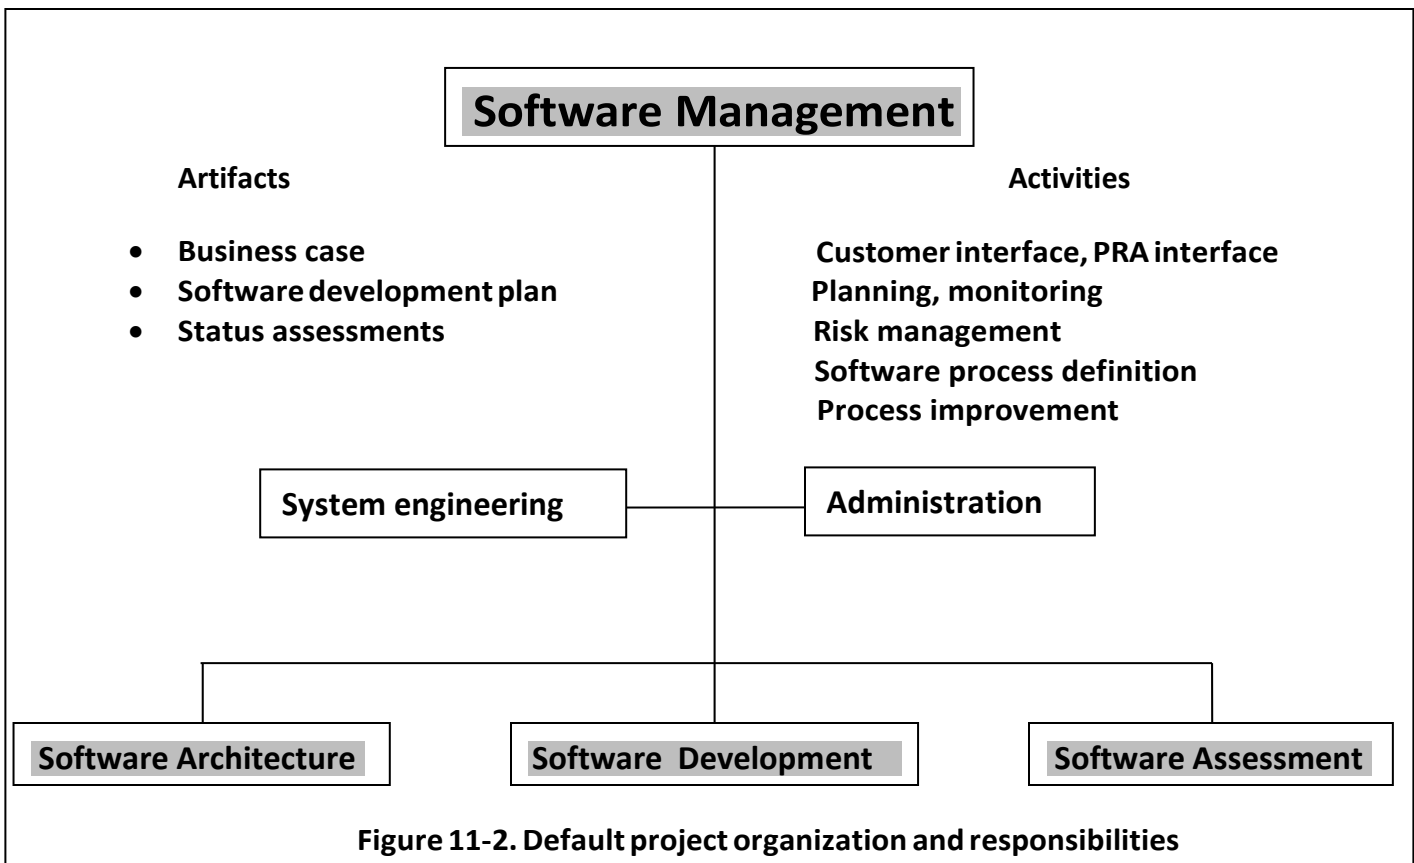 Software Management
Artifacts
Activities
• Business case
• Software development plan
• Status assessments
Customer interface, PRA interface
Planning, monitoring
Risk management
Software process definition
Process improvement
System engineering
Administration
Software Architecture
Software Development
Software Assessment
Figure 11-2. Default project organization and responsibilities